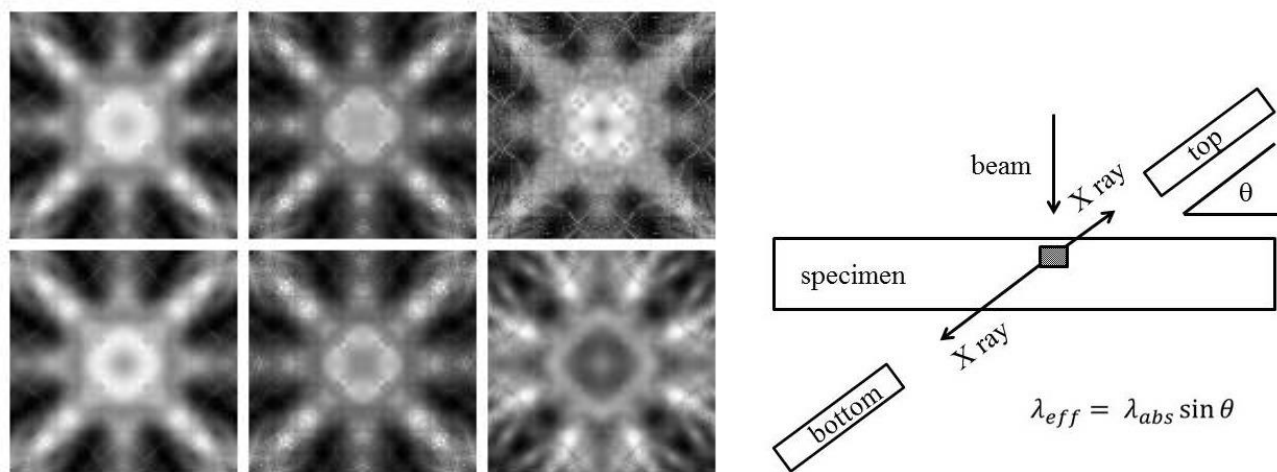 top
beam
X ray
θ
specimen
X ray
bottom
λ_eff = λ_abs sin θ